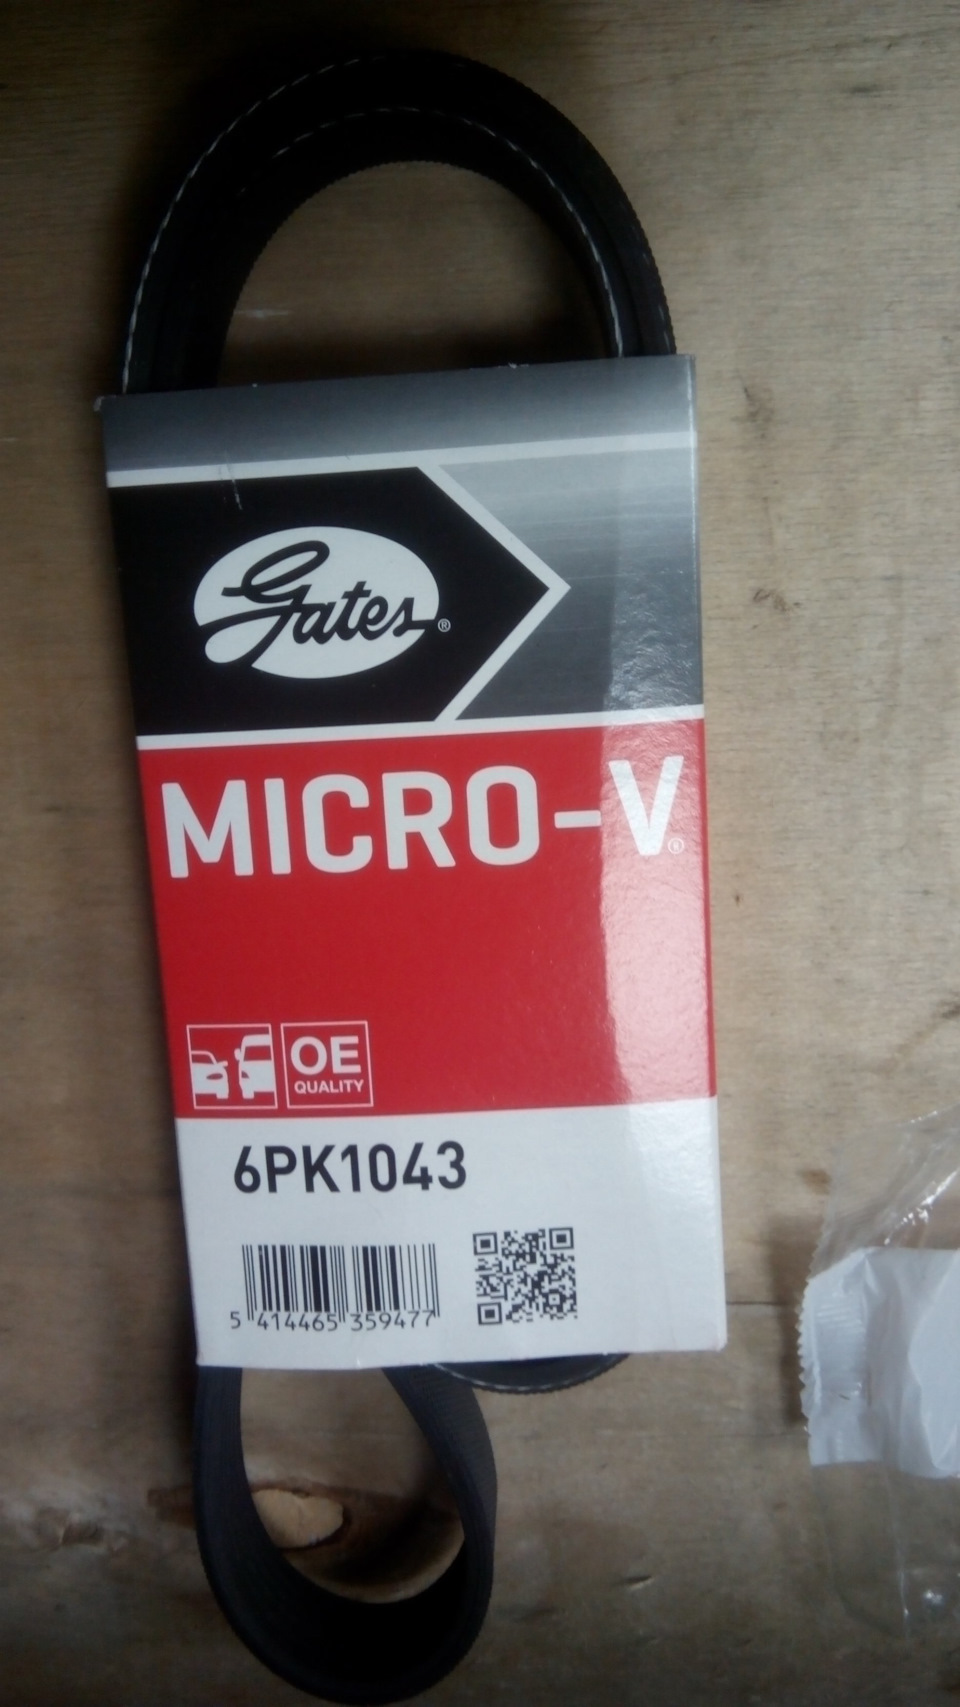 Gates®
MICRO-V®
OE
QUALITY
6PK1043
5 414465 359477